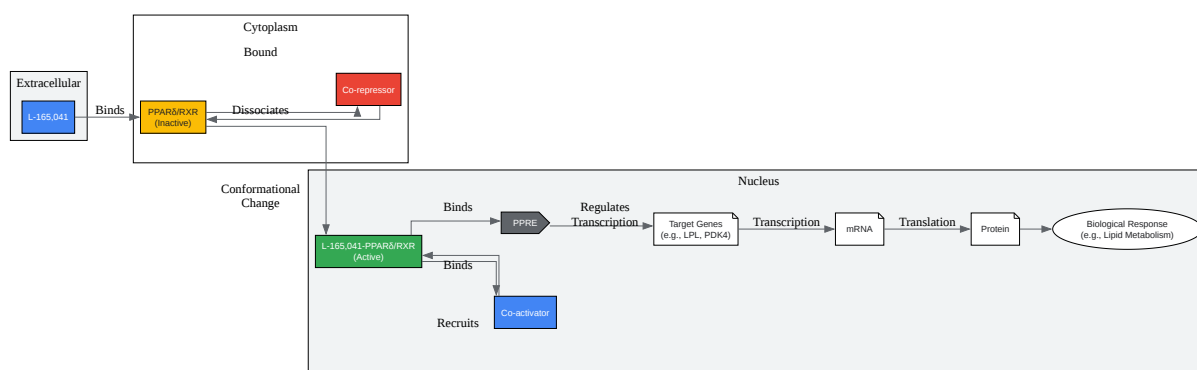 Cytoplasm
Bound
Extracellular
L-165,041
Binds
PPARδ/RXR
(Inactive)
Dissociates
Co-repressor
Conformational
Change
Nucleus
L-165,041-PPARδ/RXR
(Active)
Binds
PPRE
Regulates
Transcription
Target Genes
(e.g., LPL, PDK4)
Transcription
mRNA
Translation
Protein
Biological Response
(e.g., Lipid Metabolism)
Binds
Recruits
Co-activator